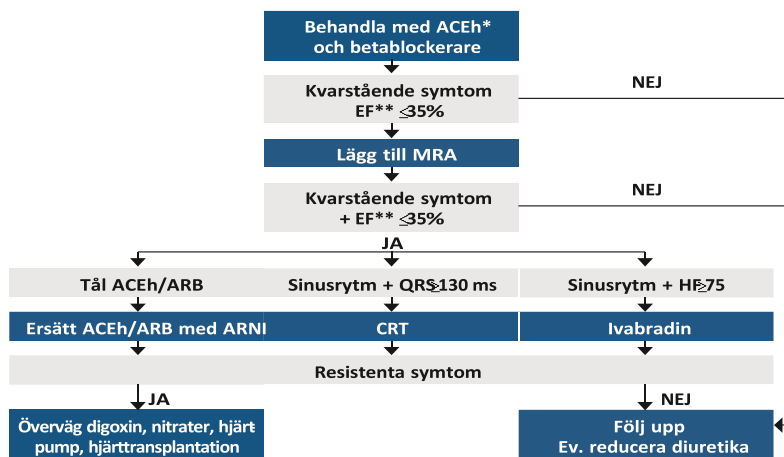 Behandla med ACEh*
och betablockerare
Kvarstående symtom
EF** ≤35%
NEJ
Lägg till MRA
Kvarstående symtom
+ EF** ≤35%
NEJ
JA
Tål ACEh/ARB
Sinusrytm + QRS≥130 ms
Sinusrytm + HF≥75
Ersätt ACEh/ARB med ARNI
CRT
Ivabradin
Resistenta symtom
JA
NEJ
Överväg digoxin, nitrater, hjärt-
pump, hjärttransplantation
Följ upp
Ev. reducera diuretika